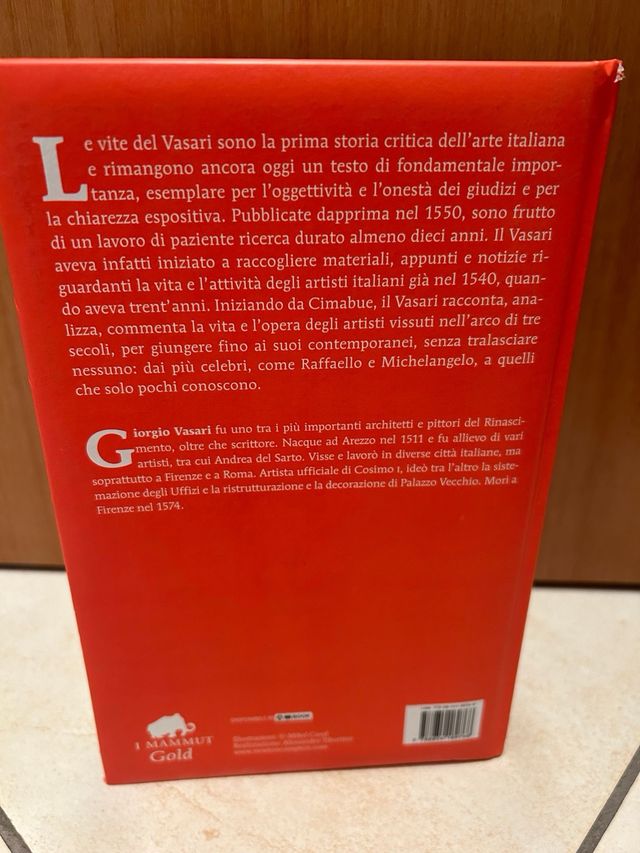 Le vite del Vasari sono la prima storia critica dell'arte italiana
e rimangono ancora oggi un testo di fondamentale impor-
tanza, esemplare per l'oggettività e l'onestà dei giudizi e per
la chiarezza espositiva. Pubblicate dapprima nel 1550, sono frutto
di un lavoro di paziente ricerca durato almeno dieci anni. Il Vasari
aveva infatti iniziato a raccogliere materiali, appunti e notizie ri-
guardanti la vita e l'attività degli artisti italiani già nel 1540, quan-
do aveva trent'anni. Iniziando da Cimabue, il Vasari racconta, ana-
lizza, commenta la vita e l'opera degli artisti vissuti nell'arco di tre
secoli, per giungere fino ai suoi contemporanei, senza tralasciare
nessuno: dai più celebri, come Raffaello e Michelangelo, a quelli
che solo pochi conoscono.
Giorgio Vasari fu uno tra i più importanti architetti e pittori del Rinasci-
mento, oltre che scrittore. Nacque ad Arezzo nel 1511 e fu allievo di vari
artisti, tra cui Andrea del Sarto. Visse e lavorò in diverse città italiane, ma
soprattutto a Firenze e a Roma. Artista ufficiale di Cosimo I, ideò tra l'altro la siste-
mazione degli Uffizi e la ristrutturazione e la decorazione di Palazzo Vecchio. Morì a
Firenze nel 1574.
I MAMMUT
Gold